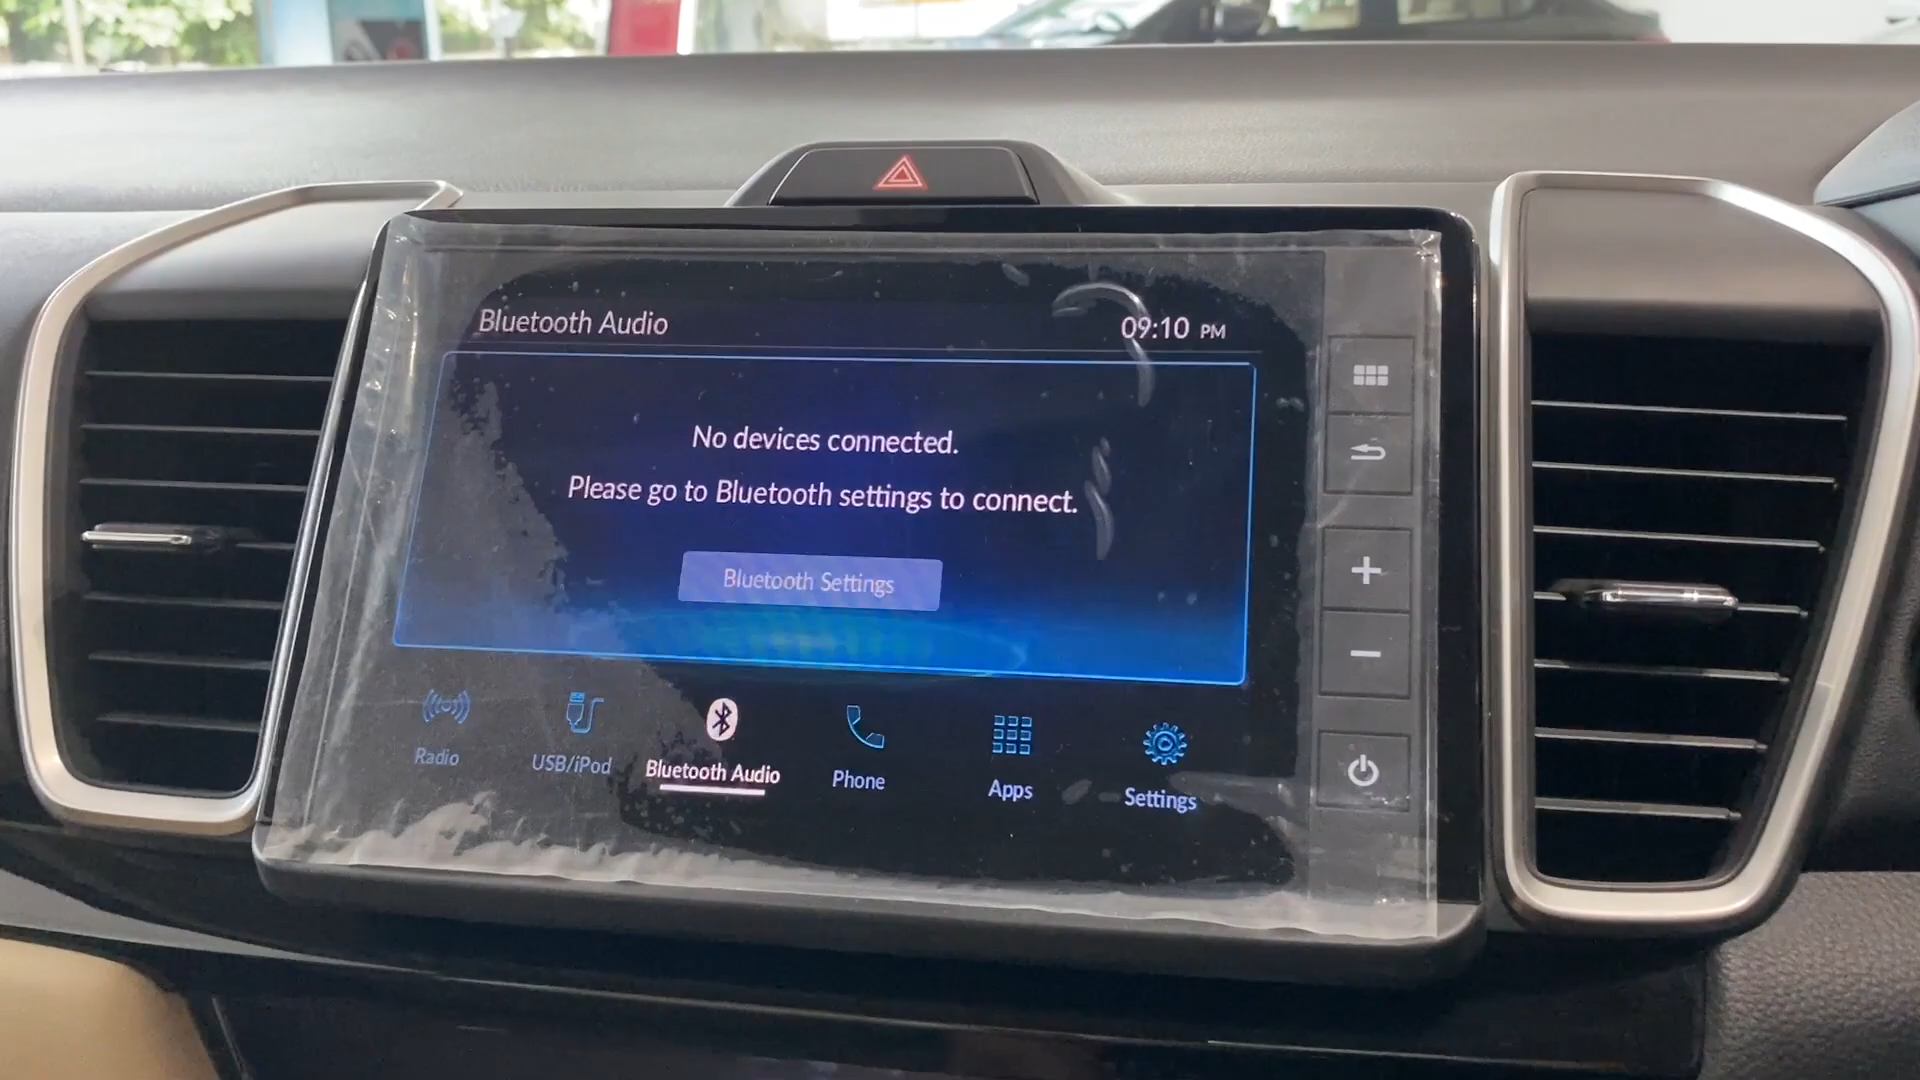 Bluetooth Audio
09:10 PM
No devices connected.
Please go to Bluetooth settings to connect.
Bluetooth Settings
Radio
USB/iPod
Bluetooth Audio
Phone
Apps
Settings